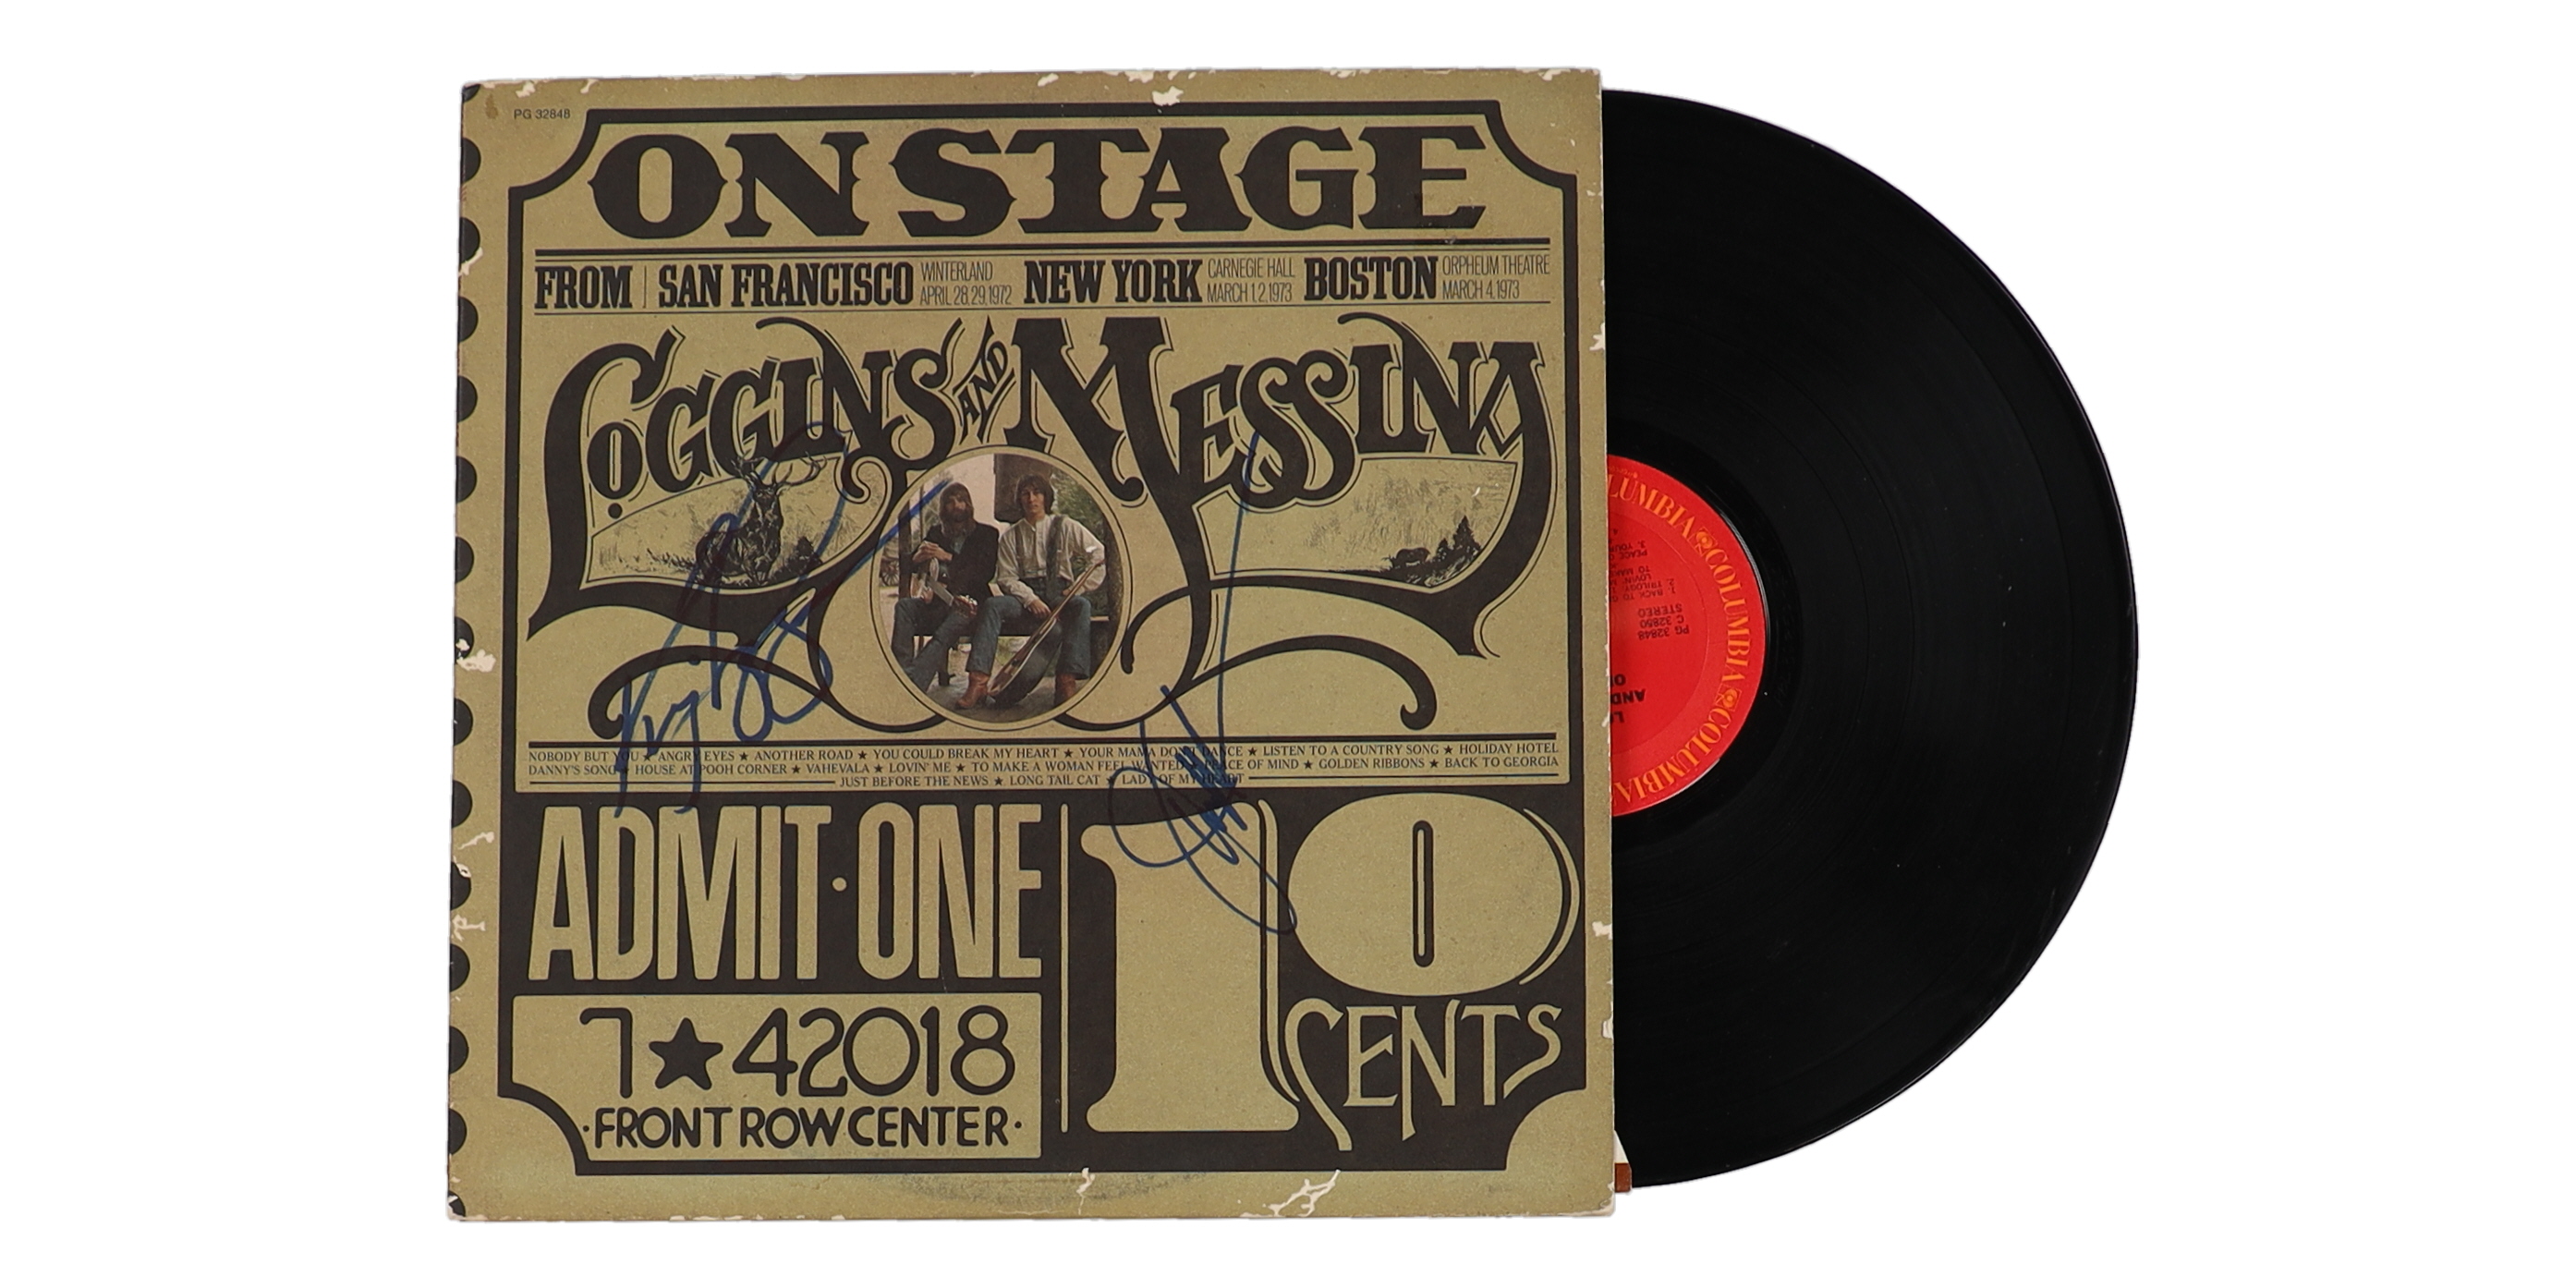 PG 32848
ON STAGE
FROM SAN FRANCISCO WINTERLAND APRIL 28.29,1972 NEW YORK CARNEGIE HALL MARCH 1.2.1973 BOSTON ORPHEUM THEATRE MARCH 4.1973
LOGGINS AND MESSINA
NOBODY BUT YOU ★ ANGRY EYES ★ ANOTHER ROAD ★ YOU COULD BREAK MY HEART ★ YOUR MAMA DON'T DANCE ★ LISTEN TO A COUNTRY SONG ★ HOLIDAY HOTEL
DANNY'S SONG ★ HOUSE AT POOH CORNER ★ VAHEVALA ★ LOVIN' ME ★ TO MAKE A WOMAN FEEL WANTED ★ PEACE OF MIND ★ GOLDEN RIBBONS ★ BACK TO GEORGIA
JUST BEFORE THE NEWS ★ LONG TAIL CAT ★ LADY OF MY HEART
ADMIT·ONE
10 CENTS
7★42018
·FRONT ROW CENTER·
COLUMBIA COLUMBIA COLUMBIA
STEREO
C 32850
PG 32848
AND